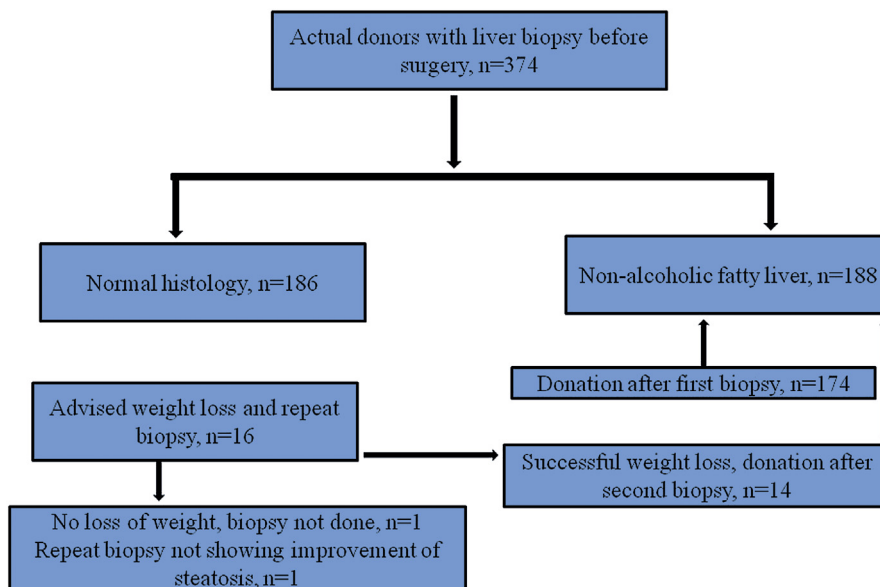 Actual donors with liver biopsy before
surgery, n=374
Normal histology, n=186
Non-alcoholic fatty liver, n=188
Donation after first biopsy, n=174
Advised weight loss and repeat
biopsy, n=16
Successful weight loss, donation after
second biopsy, n=14
No loss of weight, biopsy not done, n=1
Repeat biopsy not showing improvement of
steatosis, n=1